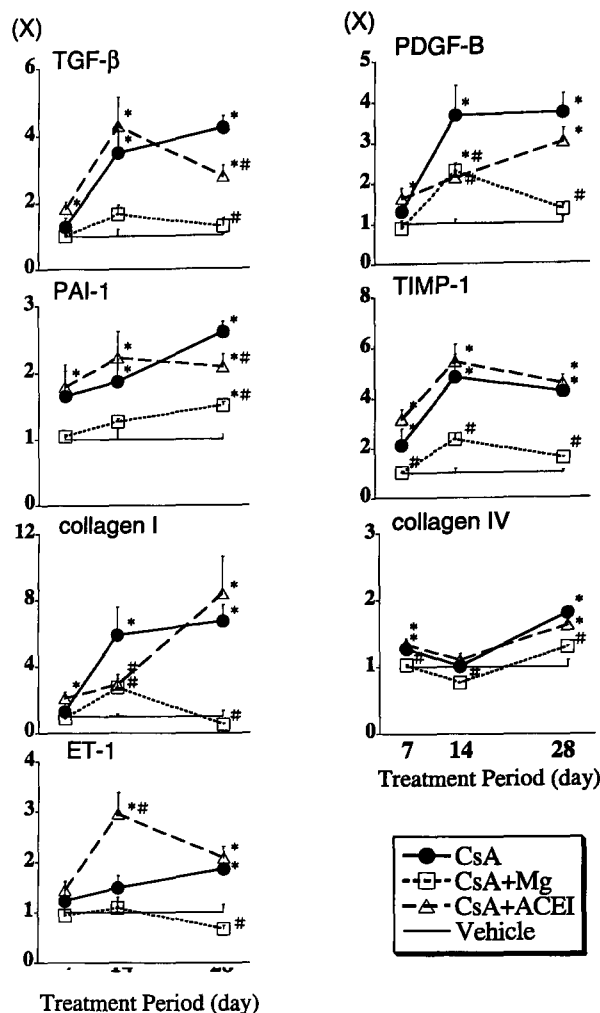 (X)
TGF-β
6
4
2
0
* * * * * # #
PAI-1
3
2
1
0
* * * * * # * #
collagen I
12
8
4
0
* * # # * * #
ET-1
4
3
2
1
0
* # * * #
14
Treatment Period (day)
(X)
PDGF-B
5
4
3
2
1
0
* * * # # * * #
TIMP-1
8
6
4
2
0
* * # * * # * * #
collagen IV
3
2
1
0
* * # # * * #
7 14 28
Treatment Period (day)
CsA
CsA+Mg
CsA+ACEI
Vehicle